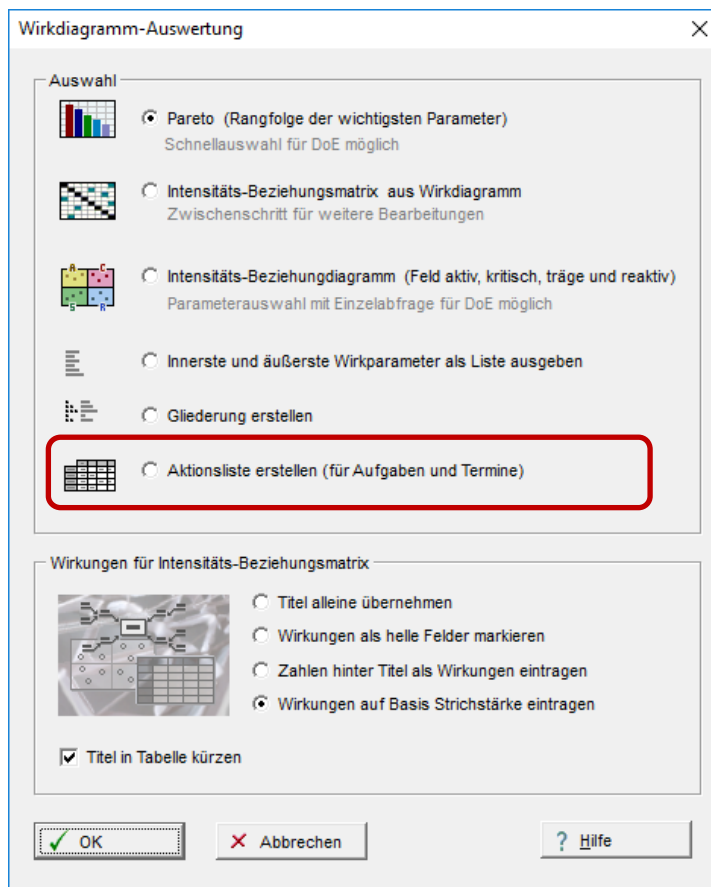 Wirkdiagramm-Auswertung
Auswahl
Pareto (Rangfolge der wichtigsten Parameter)
Schnellauswahl für DoE möglich
Intensitäts-Beziehungsmatrix aus Wirkdiagramm
Zwischenschritt für weitere Bearbeitungen
A C
S R
Intensitäts-Beziehungdiagramm (Feld aktiv, kritisch, träge und reaktiv)
Parameterauswahl mit Einzelabfrage für DoE möglich
Innerste und äußerste Wirkparameter als Liste ausgeben
Gliederung erstellen
Aktionsliste erstellen (für Aufgaben und Termine)
Wirkungen für Intensitäts-Beziehungsmatrix
Titel alleine übernehmen
Wirkungen als helle Felder markieren
Zahlen hinter Titel als Wirkungen eintragen
Wirkungen auf Basis Strichstärke eintragen
Titel in Tabelle kürzen
OK
Abbrechen
? Hilfe